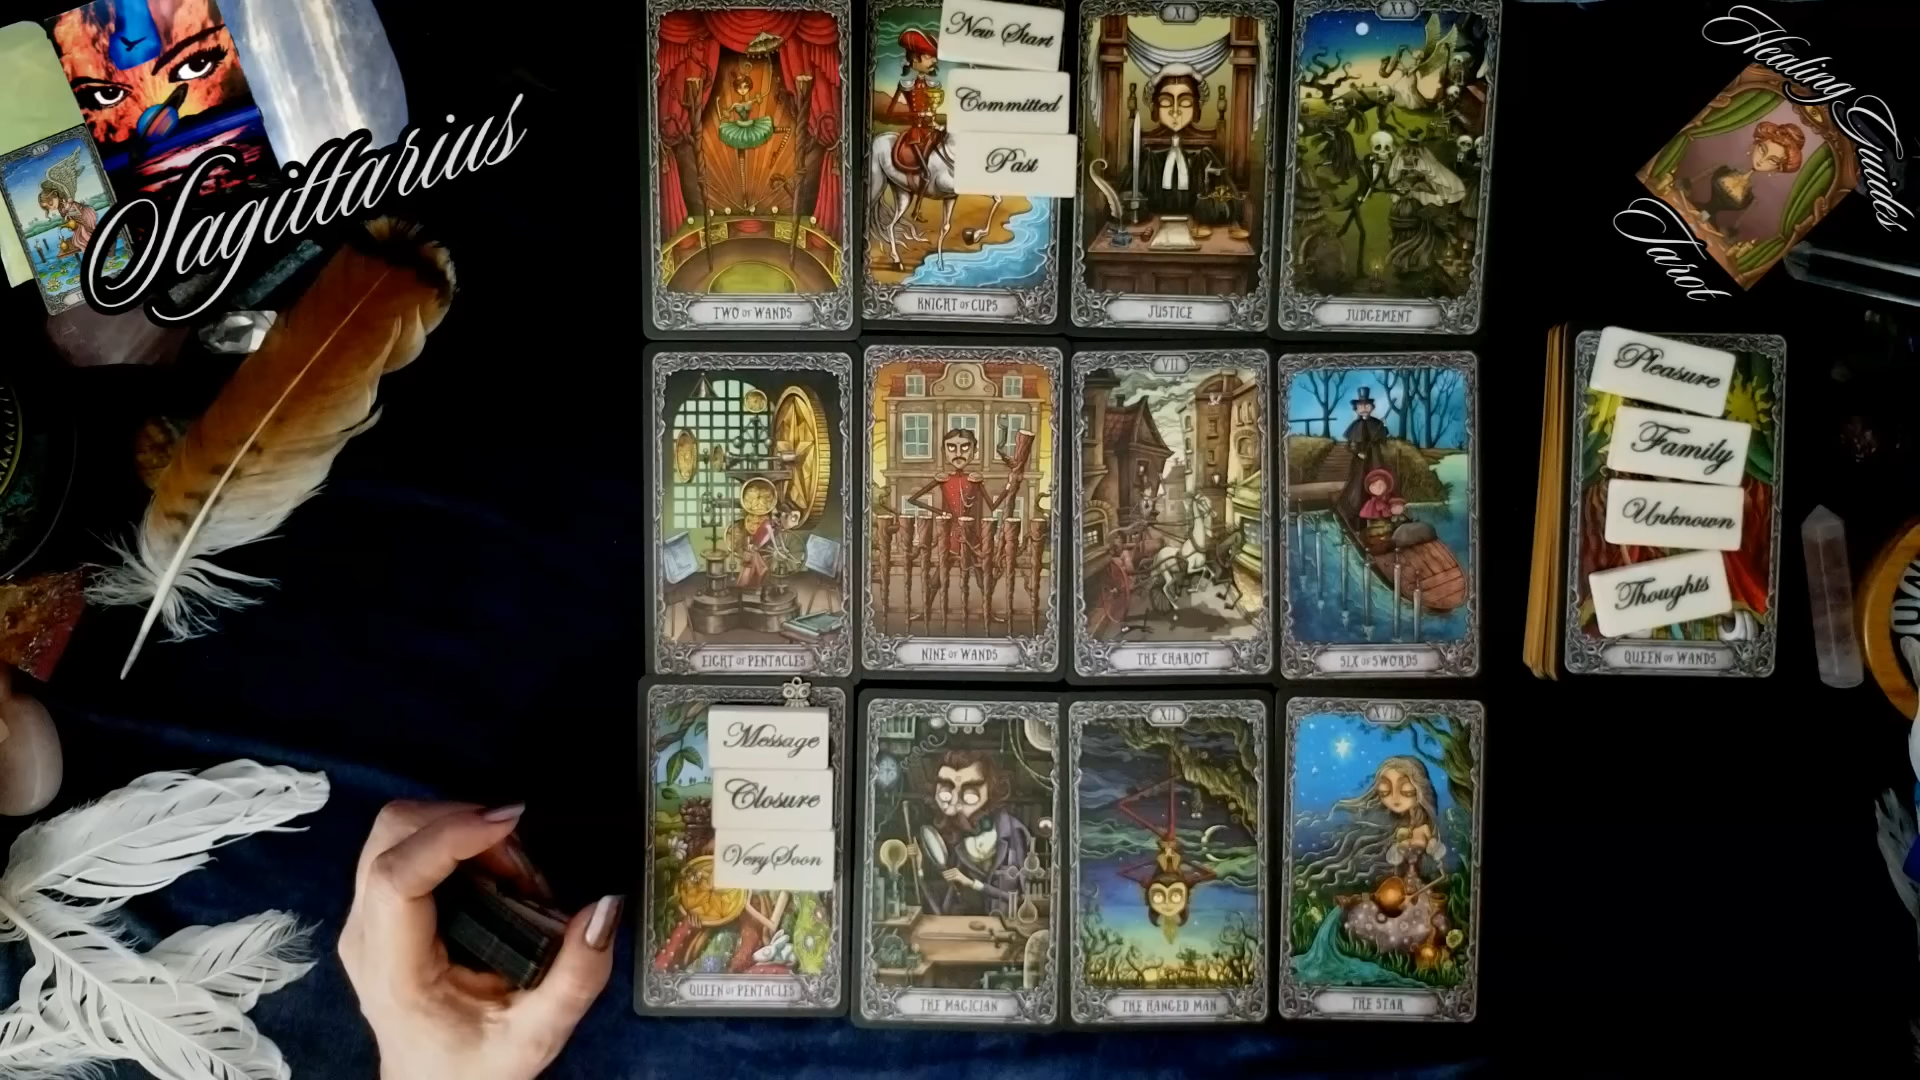 Sagittarius
Healing Guides
Tarot
New Start
Committed
Past
XI
XX
TWO OF WANDS
KNIGHT OF CUPS
JUSTICE
JUDGEMENT
VII
EIGHT OF PENTACLES
NINE OF WANDS
THE CHARIOT
SIX OF SWORDS
Pleasure
Family
Unknown
Thoughts
QUEEN OF WANDS
Message
Closure
Very Soon
I
XII
XVII
QUEEN OF PENTACLES
THE MAGICIAN
THE HANGED MAN
THE STAR